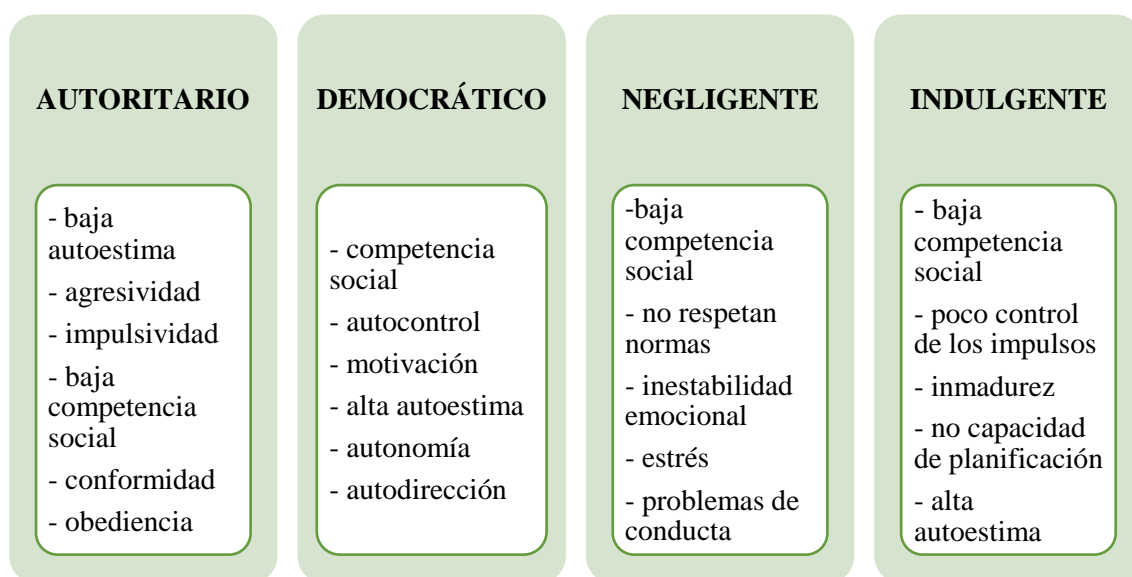 AUTORITARIO
- baja
autoestima
- agresividad
- impulsividad
- baja
competencia
social
- conformidad
- obediencia
DEMOCRÁTICO
- competencia
social
- autocontrol
- motivación
- alta autoestima
- autonomía
- autodirección
NEGLIGENTE
-baja
competencia
social
- no respetan
normas
- inestabilidad
emocional
- estrés
- problemas de
conducta
INDULGENTE
- baja
competencia
social
- poco control
de los impulsos
- inmadurez
- no capacidad
de planificación
- alta
autoestima